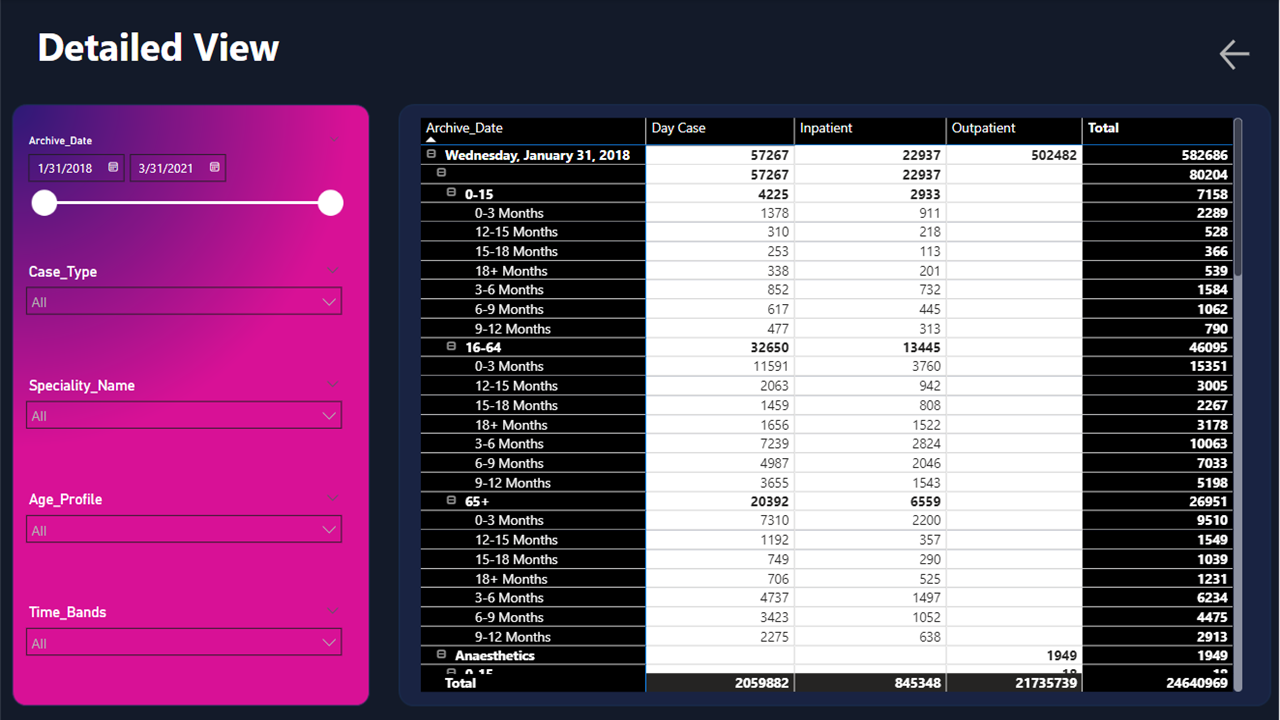 Detailed View
Archive_Date
1/31/2018 3/31/2021
Case_Type
All
Speciality_Name
All
Age_Profile
All
Time_Bands
All
Archive_Date Day Case Inpatient Outpatient Total
Wednesday, January 31, 2018 57267 22937 502482 582686
57267 22937 80204
0-15 4225 2933 7158
0-3 Months 1378 911 2289
12-15 Months 310 218 528
15-18 Months 253 113 366
18+ Months 338 201 539
3-6 Months 852 732 1584
6-9 Months 617 445 1062
9-12 Months 477 313 790
16-64 32650 13445 46095
0-3 Months 11591 3760 15351
12-15 Months 2063 942 3005
15-18 Months 1459 808 2267
18+ Months 1656 1522 3178
3-6 Months 7239 2824 10063
6-9 Months 4987 2046 7033
9-12 Months 3655 1543 5198
65+ 20392 6559 26951
0-3 Months 7310 2200 9510
12-15 Months 1192 357 1549
15-18 Months 749 290 1039
18+ Months 706 525 1231
3-6 Months 4737 1497 6234
6-9 Months 3423 1052 4475
9-12 Months 2275 638 2913
Anaesthetics 1949 1949
0-15
Total 2059882 845348 21735739 24640969